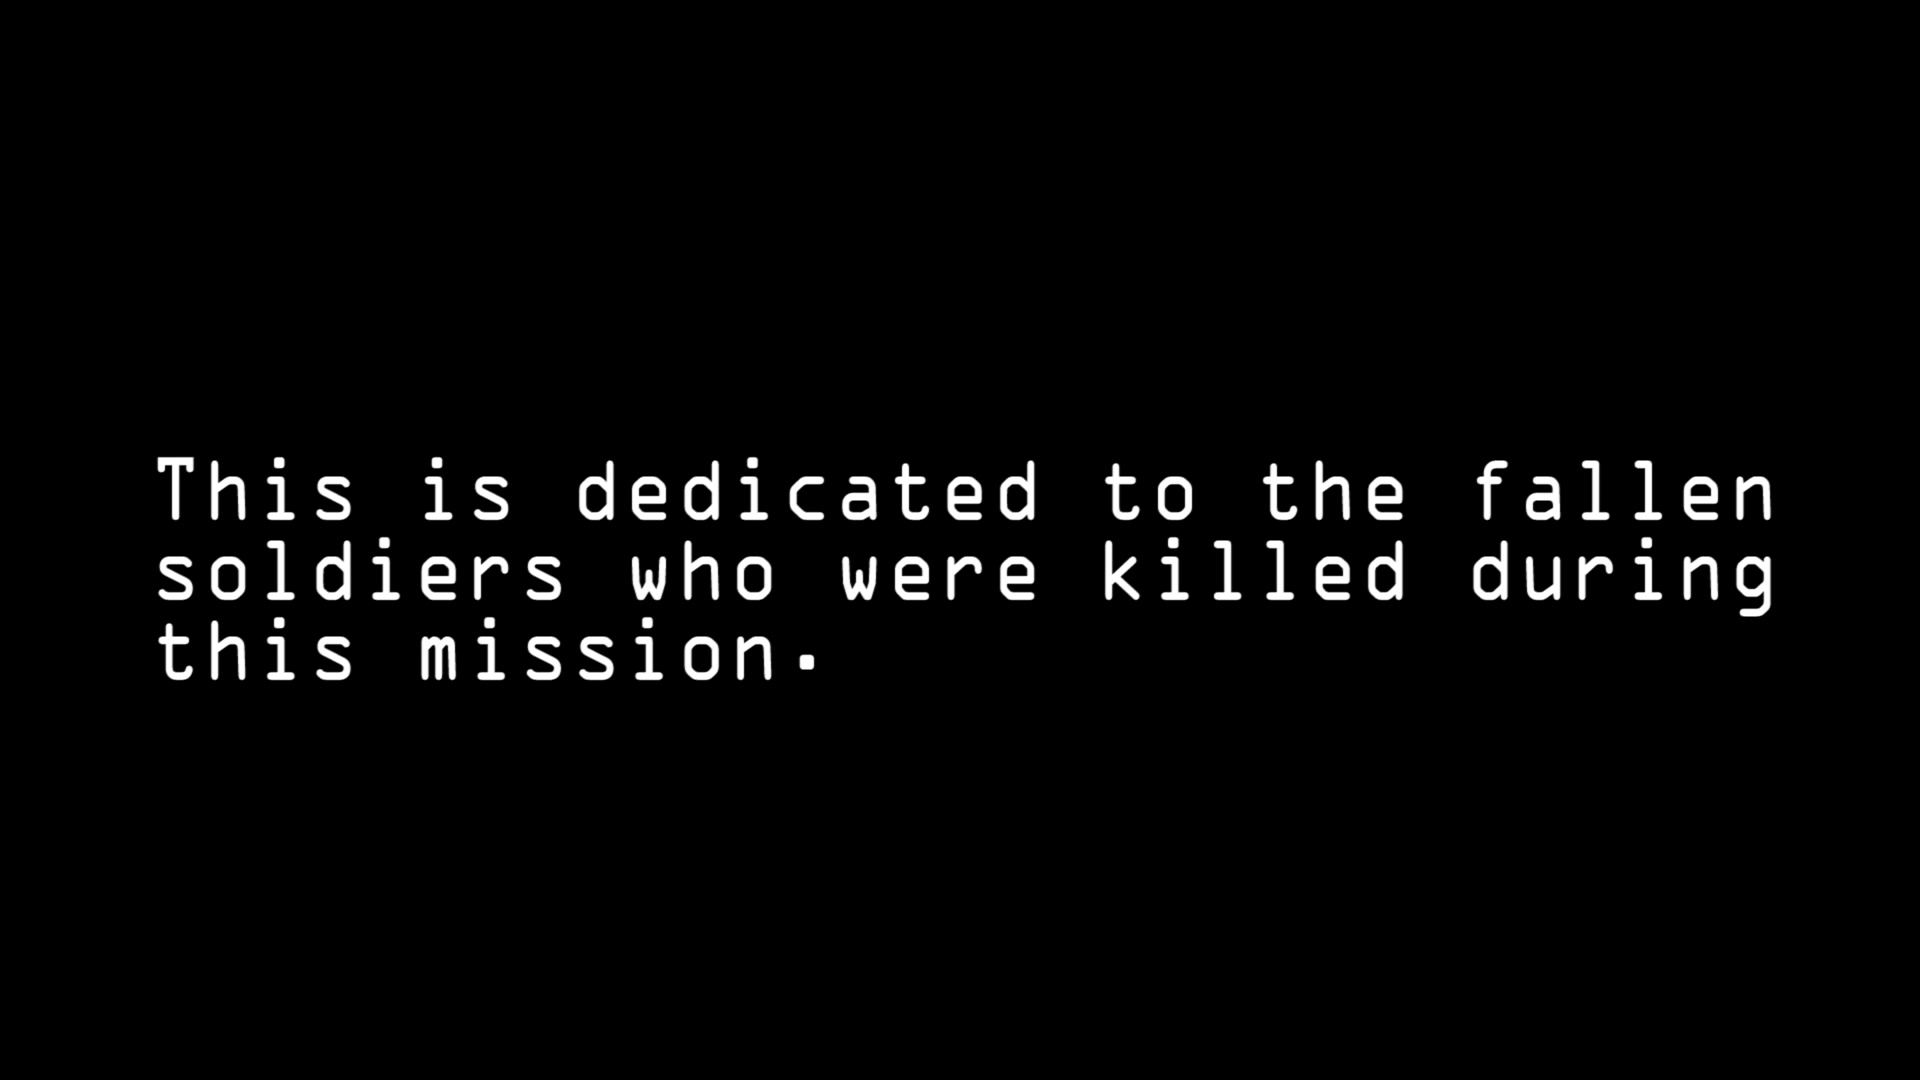 This is dedicated to the fallen
soldiers who were killed during
this mission.